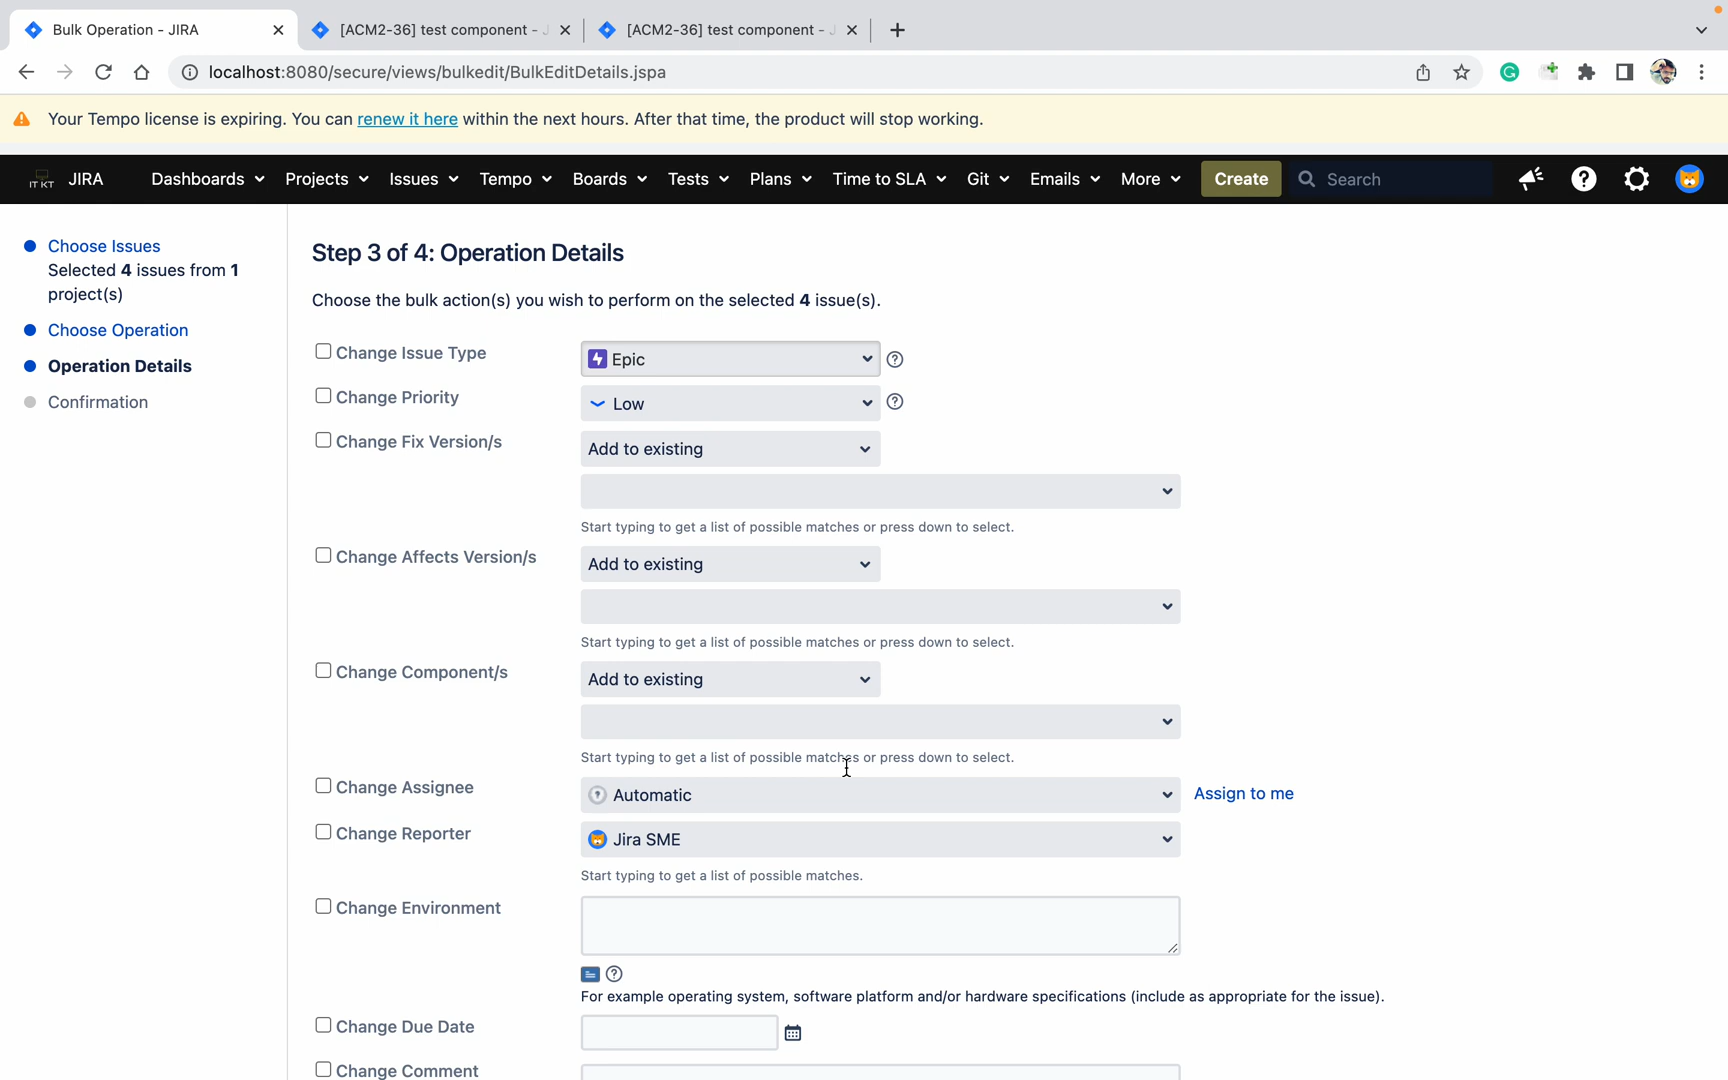 Bulk Operation - JIRA
[ACM2-36] test component - J
[ACM2-36] test component - J
localhost:8080/secure/views/bulkedit/BulkEditDetails.jspa
Your Tempo license is expiring. You can renew it here within the next hours. After that time, the product will stop working.
IT KT JIRA Dashboards Projects Issues Tempo Boards Tests Plans Time to SLA Git Emails More Create Search
Choose Issues
Selected 4 issues from 1
project(s)
Choose Operation
Operation Details
Confirmation
Step 3 of 4: Operation Details
Choose the bulk action(s) you wish to perform on the selected 4 issue(s).
Change Issue Type Epic
Change Priority Low
Change Fix Version/s Add to existing
Start typing to get a list of possible matches or press down to select.
Change Affects Version/s Add to existing
Start typing to get a list of possible matches or press down to select.
Change Component/s Add to existing
Start typing to get a list of possible matches or press down to select.
Change Assignee Automatic Assign to me
Change Reporter Jira SME
Start typing to get a list of possible matches.
Change Environment
For example operating system, software platform and/or hardware specifications (include as appropriate for the issue).
Change Due Date
Change Comment